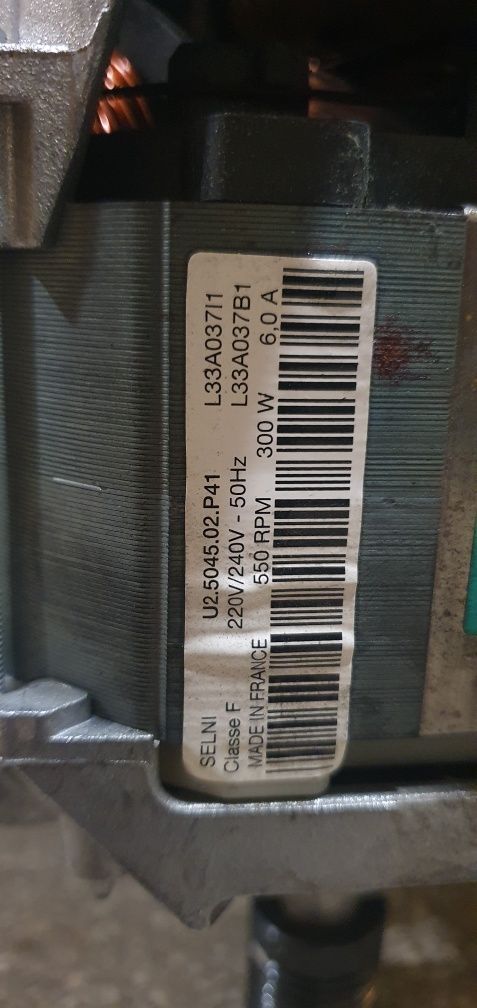 SELNI U2.5045.02.P41 L33A037I1
Classe F 220V/240V - 50Hz L33A037B1
MADE IN FRANCE 550 RPM 300 W 6,0 A